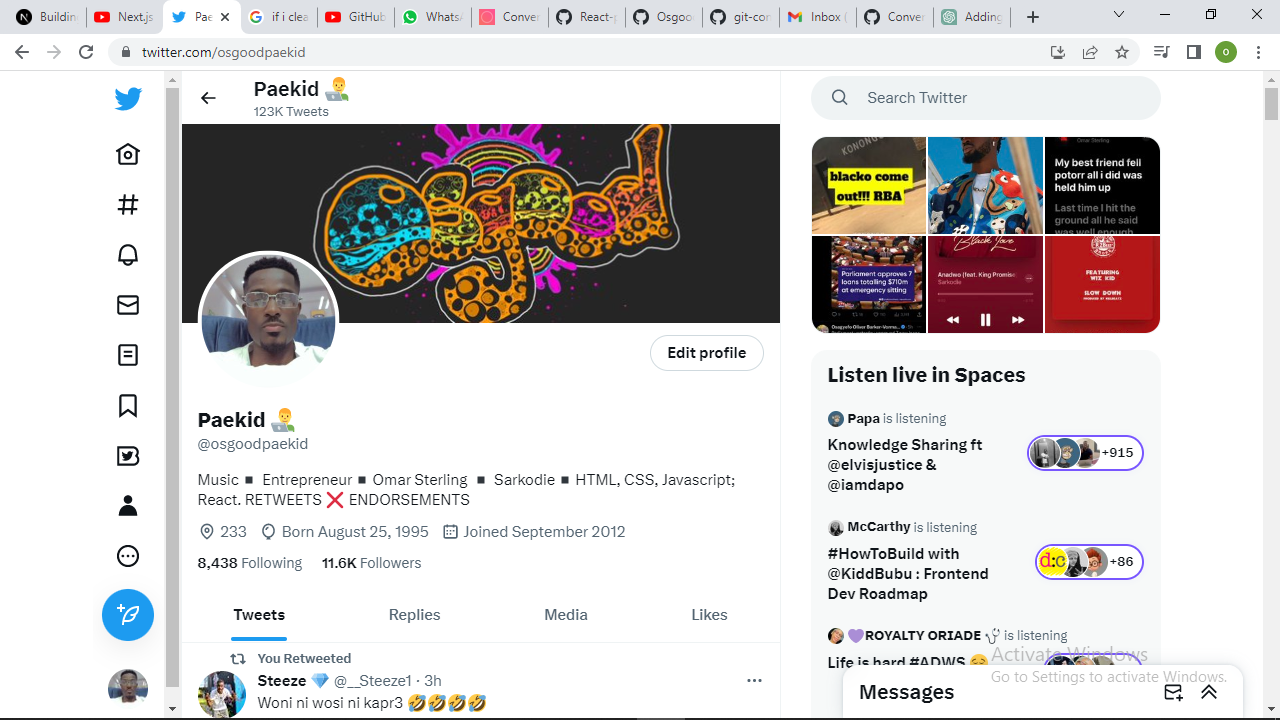 Building
Next.js
Pae
if i clea
GitHub
WhatsA
Conver
React-p
Osgoo
git-cor
Inbox (
Conver
Adding
twitter.com/osgoodpaekid
Paekid 👨‍💻
123K Tweets
Search Twitter
KONONGO
blacko come
out!!! RBA
Omar Sterling
My best friend fell
potorr all i did was
held him up
Last time I hit the
ground all he said
was well enough
Parliament approves 7
loans totalling $710m
at emergency sitting
Black Love
Anadwo (feat. King Promise
Sarkodie
FEATURING
WIZ KID
SLOW DOWN
Edit profile
Paekid 👨‍💻
@osgoodpaekid
Music ▪ Entrepreneur ▪ Omar Sterling ▪ Sarkodie ▪ HTML, CSS, Javascript;
React. RETWEETS ❌ ENDORSEMENTS
233 Born August 25, 1995 Joined September 2012
8,438 Following 11.6K Followers
Tweets Replies Media Likes
You Retweeted
Steeze 💎 @__Steeze1 · 3h
Woni ni wosi ni kapr3 🤣🤣🤣🤣
Listen live in Spaces
Papa is listening
Knowledge Sharing ft
@elvisjustice &
@iamdapo
+915
McCarthy is listening
#HowToBuild with
@KiddBubu : Frontend
Dev Roadmap
d:c
+86
💜ROYALTY ORIADE 🩺 is listening
Life is hard #ADWS 😊
Activate Windows
Go to Settings to activate Windows.
Messages